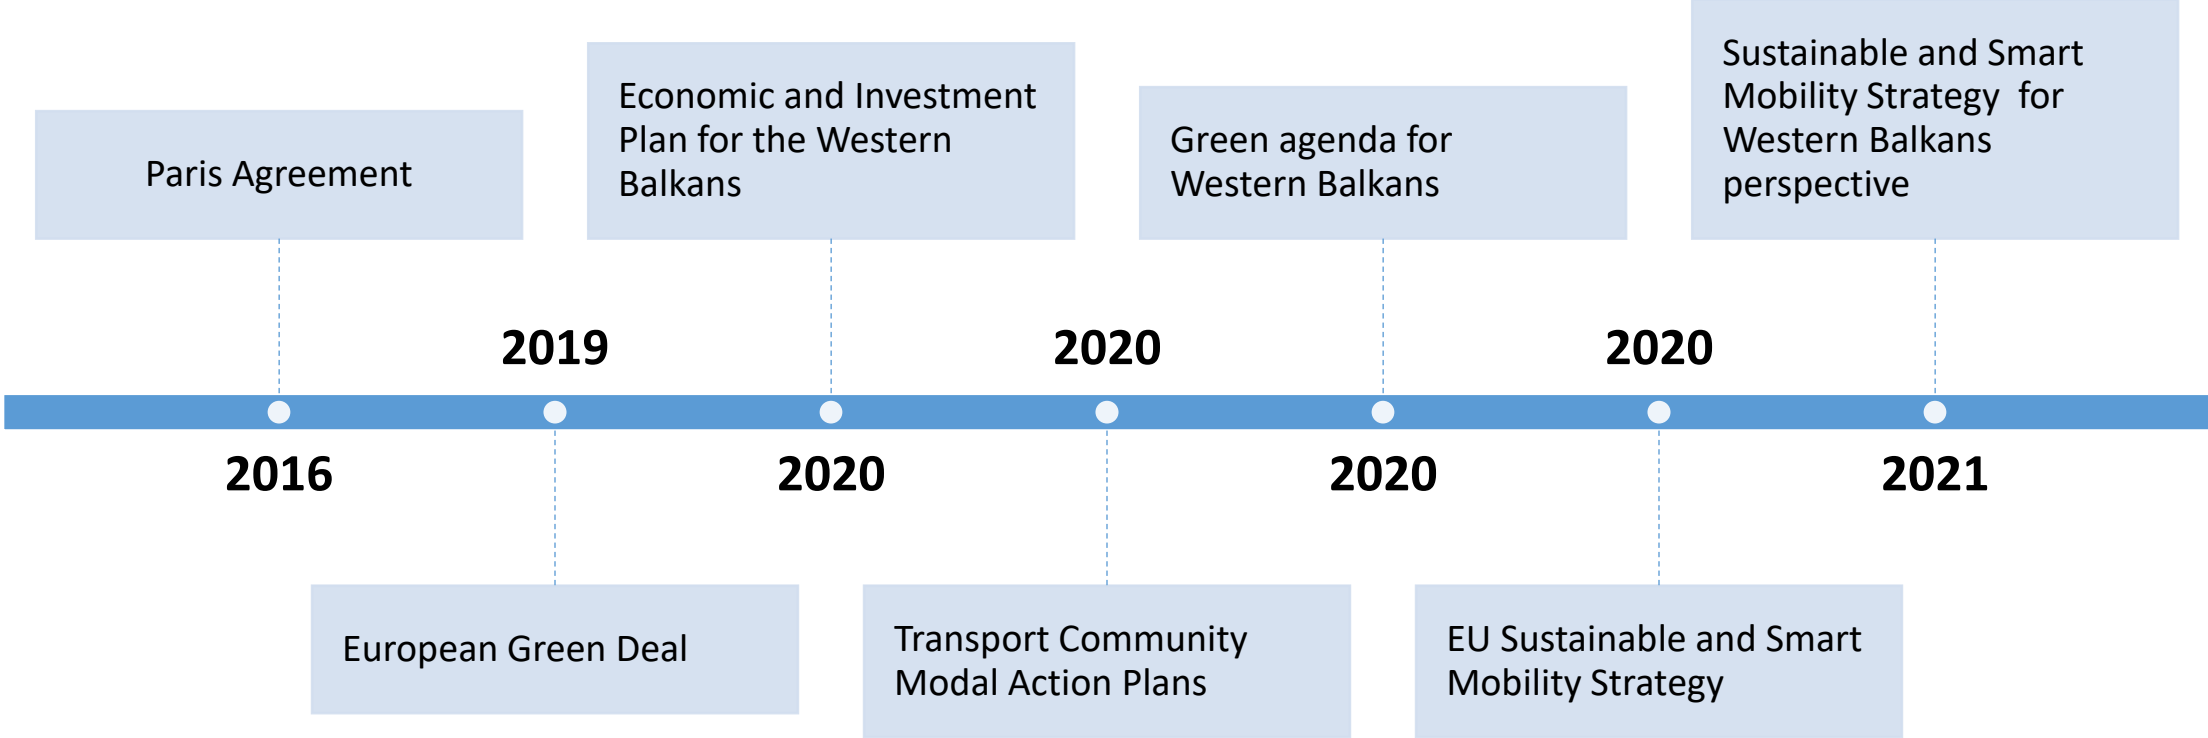 Paris Agreement
2016
2019
European Green Deal
Economic and Investment
Plan for the Western
Balkans
2020
2020
Transport Community
Modal Action Plans
Green agenda for
Western Balkans
2020
2020
EU Sustainable and Smart
Mobility Strategy
Sustainable and Smart
Mobility Strategy  for
Western Balkans
perspective
2021